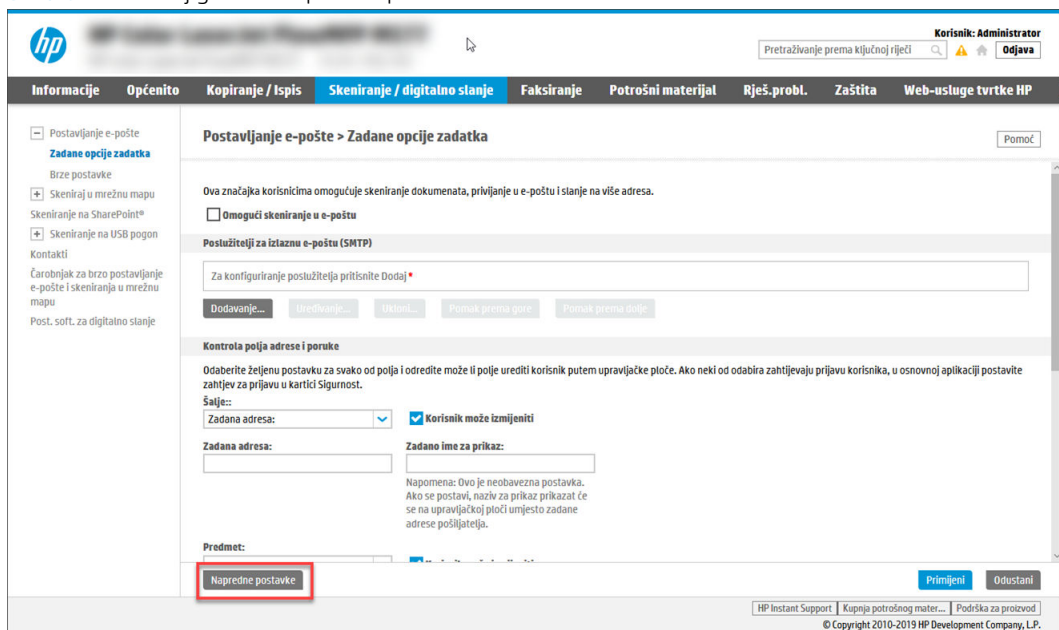 hp
Korisnik: Administrator
Pretraživanje prema ključnoj riječi
Odjava
Informacije Općenito Kopiranje / Ispis Skeniranje / digitalno slanje Faksiranje Potrošni materijal Rješ.probl. Zaštita Web-usluge tvrtke HP
Postavljanje e-pošte
Zadane opcije zadatka
Brze postavke
Skeniraj u mrežnu mapu
Skeniranje na SharePoint®
Skeniranje na USB pogon
Kontakti
Čarobnjak za brzo postavljanje
e-pošte i skeniranja u mrežnu
mapu
Post. soft. za digitalno slanje
Postavljanje e-pošte > Zadane opcije zadatka
Pomoć
Ova značajka korisnicima omogućuje skeniranje dokumenata, privijanje u e-poštu i slanje na više adresa.
Omogući skeniranje u e-poštu
Poslužitelji za izlaznu e-poštu (SMTP)
Za konfiguriranje poslužitelja pritisnite Dodaj *
Dodavanje... Uređivanje... Ukloni... Pomak prema gore Pomak prema dolje
Kontrola polja adrese i poruke
Odaberite željenu postavku za svako od polja i odredite može li polje urediti korisnik putem upravljačke ploče. Ako neki od odabira zahtijevaju prijavu korisnika, u osnovnoj aplikaciji postavite
zahtjev za prijavu u kartici Sigurnost.
Šalje::
Zadana adresa:
Korisnik može izmijeniti
Zadana adresa:
Zadano ime za prikaz:
Napomena: Ovo je neobavezna postavka.
Ako se postavi, naziv za prikaz prikazat će
se na upravljačkoj ploči umjesto zadane
adrese pošiljatelja.
Predmet:
Napredne postavke
Primijeni Odustani
HP Instant Support Kupnja potrošnog mater... Podrška za proizvod
© Copyright 2010-2019 HP Development Company, L.P.